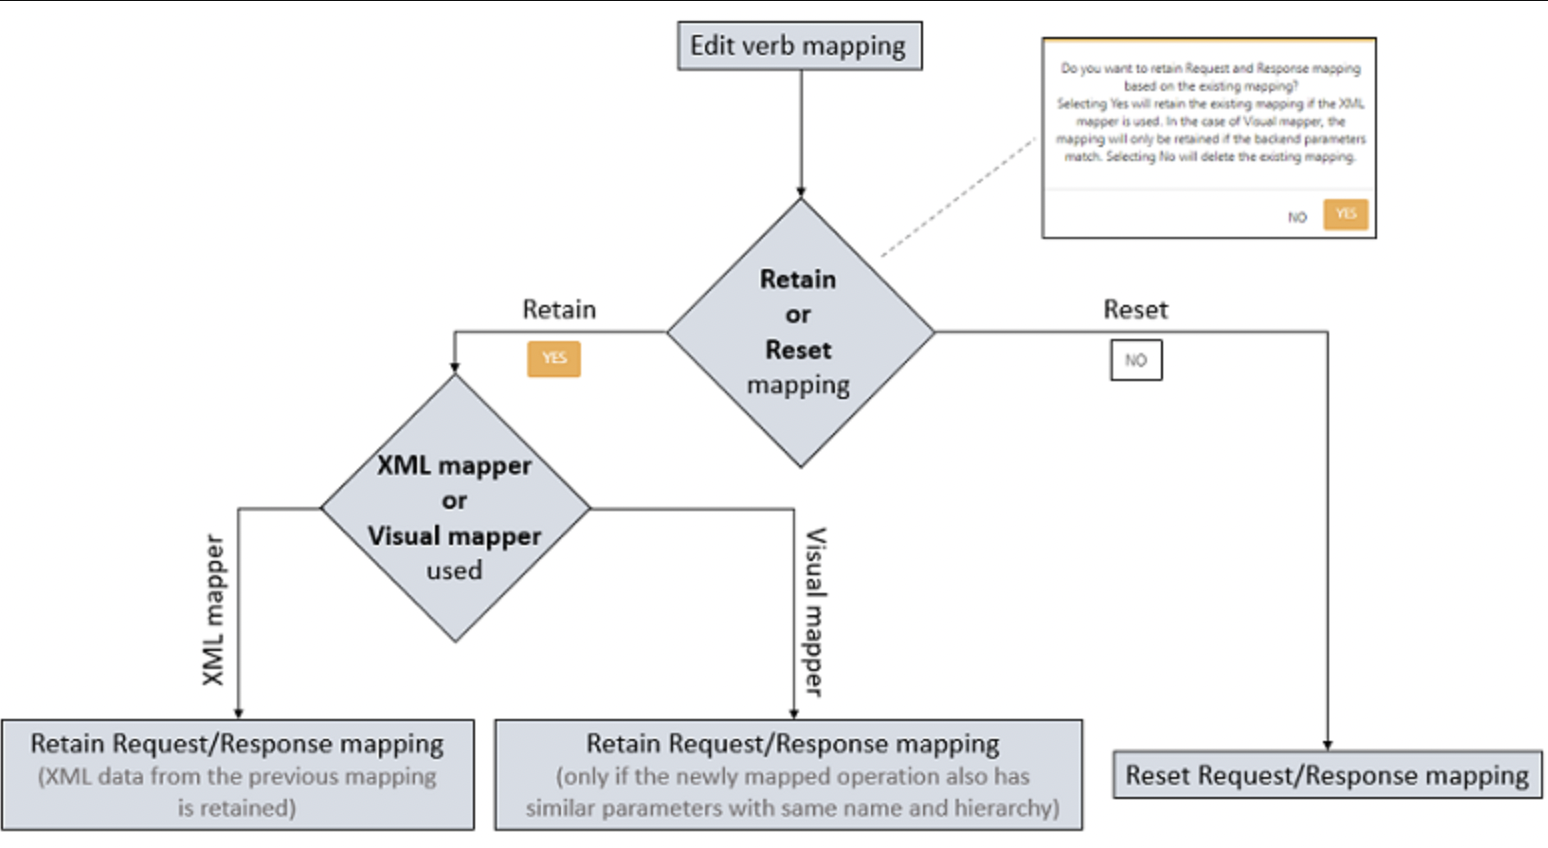 Edit verb mapping
Do you want to retain Request and Response mapping
based on the existing mapping?
Selecting Yes will retain the existing mapping if the XML
mapper is used. In the case of Visual mapper, the
mapping will only be retained if the backend parameters
match. Selecting No will delete the existing mapping.
NO
YES
Retain
or
Reset
mapping
Retain
YES
Reset
NO
XML mapper
or
Visual mapper
used
XML mapper
Visual mapper
Retain Request/Response mapping
(XML data from the previous mapping
is retained)
Retain Request/Response mapping
(only if the newly mapped operation also has
similar parameters with same name and hierarchy)
Reset Request/Response mapping